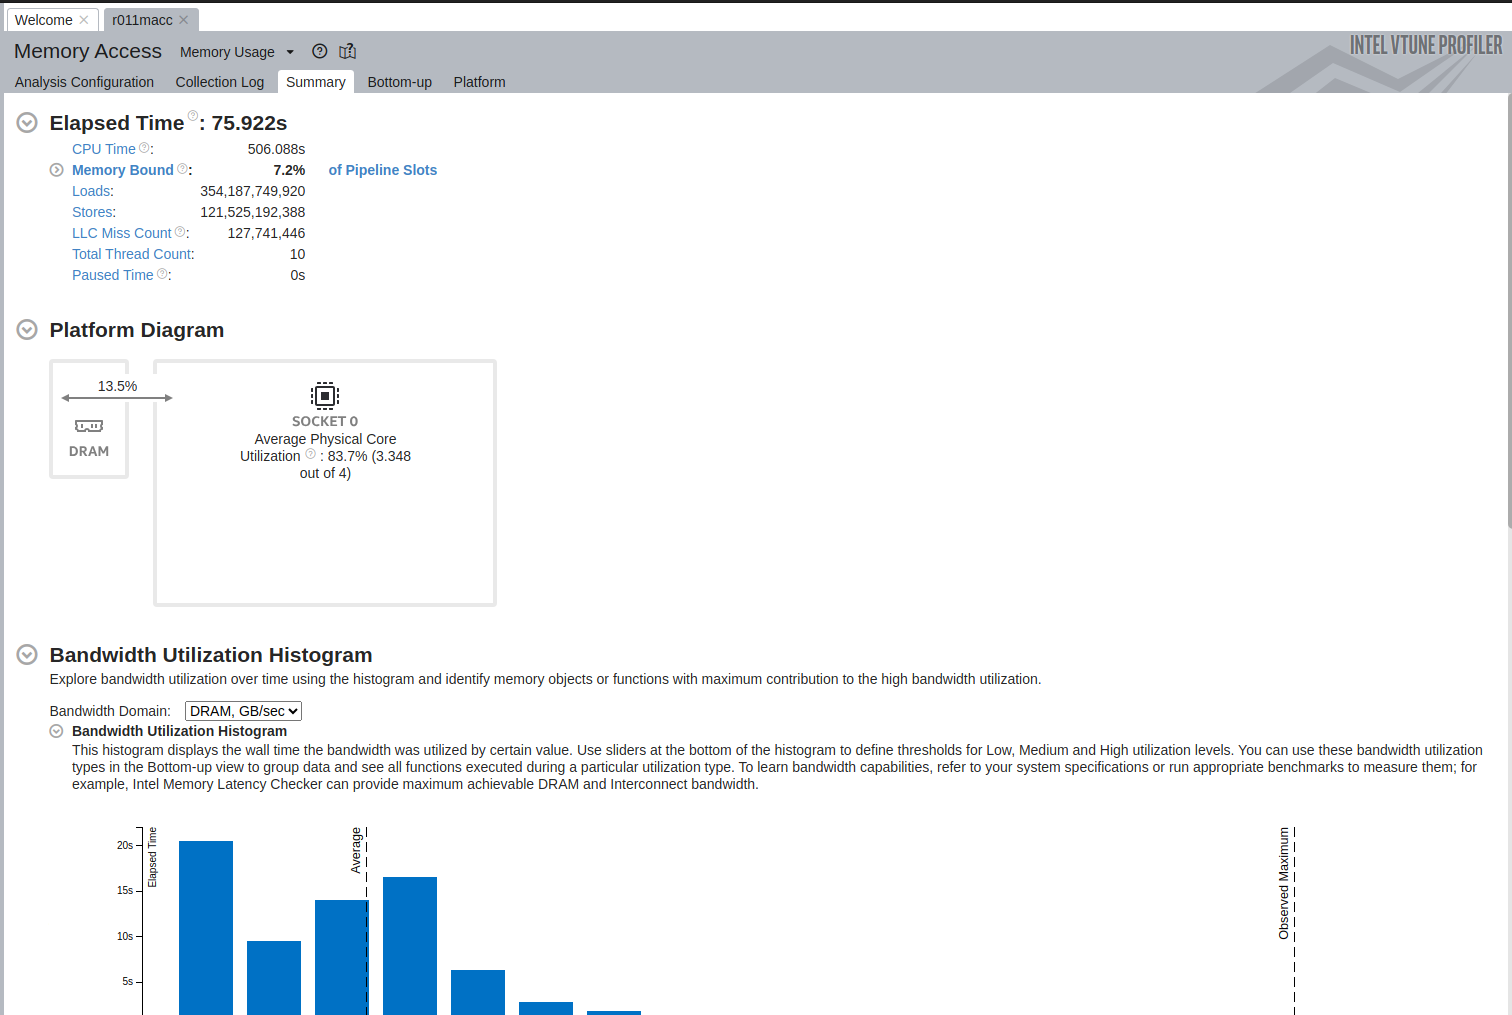 Welcome
r011macc
Memory Access Memory Usage
INTEL VTUNE PROFILER
Analysis Configuration Collection Log Summary Bottom-up Platform
Elapsed Time : 75.922s
CPU Time : 506.088s
Memory Bound : 7.2% of Pipeline Slots
Loads: 354,187,749,920
Stores: 121,525,192,388
LLC Miss Count : 127,741,446
Total Thread Count: 10
Paused Time : 0s
Platform Diagram
13.5%
DRAM
SOCKET 0
Average Physical Core
Utilization : 83.7% (3.348
out of 4)
Bandwidth Utilization Histogram
Explore bandwidth utilization over time using the histogram and identify memory objects or functions with maximum contribution to the high bandwidth utilization.
Bandwidth Domain: DRAM, GB/sec
Bandwidth Utilization Histogram
This histogram displays the wall time the bandwidth was utilized by certain value. Use sliders at the bottom of the histogram to define thresholds for Low, Medium and High utilization levels. You can use these bandwidth utilization
types in the Bottom-up view to group data and see all functions executed during a particular utilization type. To learn bandwidth capabilities, refer to your system specifications or run appropriate benchmarks to measure them; for
example, Intel Memory Latency Checker can provide maximum achievable DRAM and Interconnect bandwidth.
Elapsed Time
20s
15s
10s
5s
Average
Observed Maximum